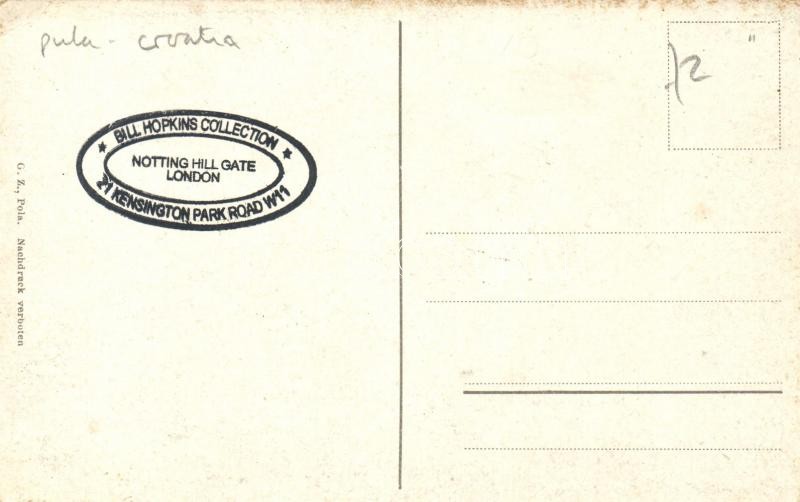 pula - croatia
BILL HOPKINS COLLECTION
NOTTING HILL GATE
LONDON
21 KENSINGTON PARK ROAD W11
G. Z., Pola. Nachdruck verboten